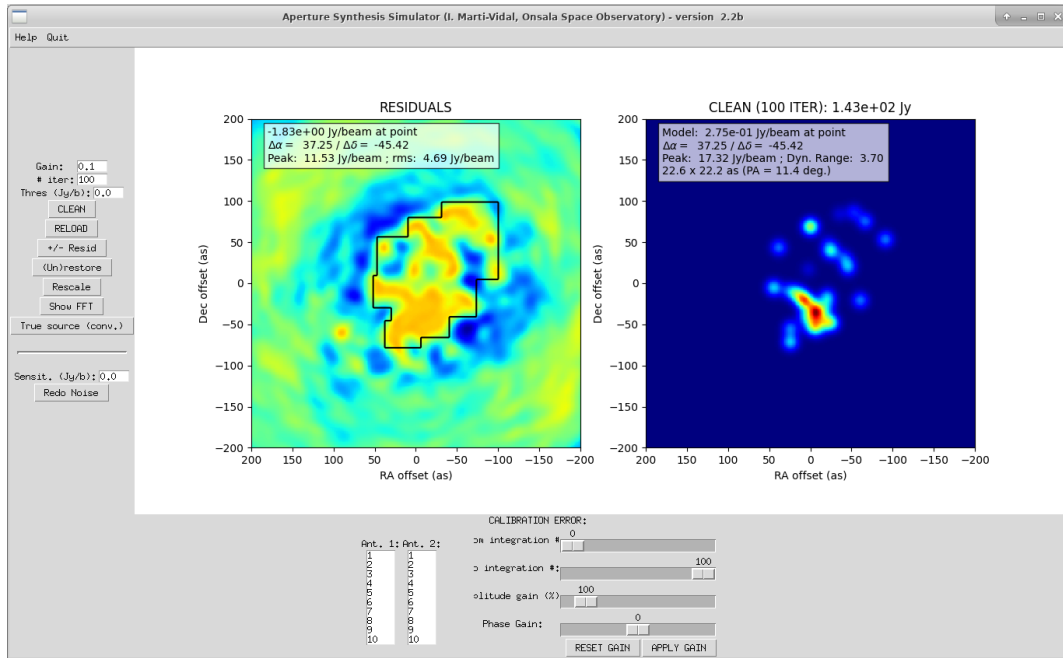 Aperture Synthesis Simulator (I. Marti-Vidal, Onsala Space Observatory) - version 2.2b
Help Quit
Gain: 0.1
# iter: 100
Thres (Jy/b): 0.0
CLEAN
RELOAD
+/- Resid
(Un)restore
Rescale
Show FFT
True source (conv.)
Sensit. (Jy/b): 0.0
Redo Noise
RESIDUALS
-1.83e+00 Jy/beam at point
Δα = 37.25 / Δδ = -45.42
Peak: 11.53 Jy/beam ; rms: 4.69 Jy/beam
200
150
100
50
0
−50
−100
−150
−200
Dec offset (as)
200 150 100 50 0 −50 −100 −150 −200
RA offset (as)
CLEAN (100 ITER): 1.43e+02 Jy
Model: 2.75e-01 Jy/beam at point
Δα = 37.25 / Δδ = -45.42
Peak: 17.32 Jy/beam ; Dyn. Range: 3.70
22.6 x 22.2 as (PA = 11.4 deg.)
200
150
100
50
0
−50
−100
−150
−200
Dec offset (as)
200 150 100 50 0 −50 −100 −150 −200
RA offset (as)
CALIBRATION ERROR:
Ant. 1: Ant. 2:
1 1
2 2
3 3
4 4
5 5
6 6
7 7
8 8
9 9
10 10
0
om integration #
100
o integration #:
100
olitude gain (%)
0
Phase Gain:
RESET GAIN APPLY GAIN